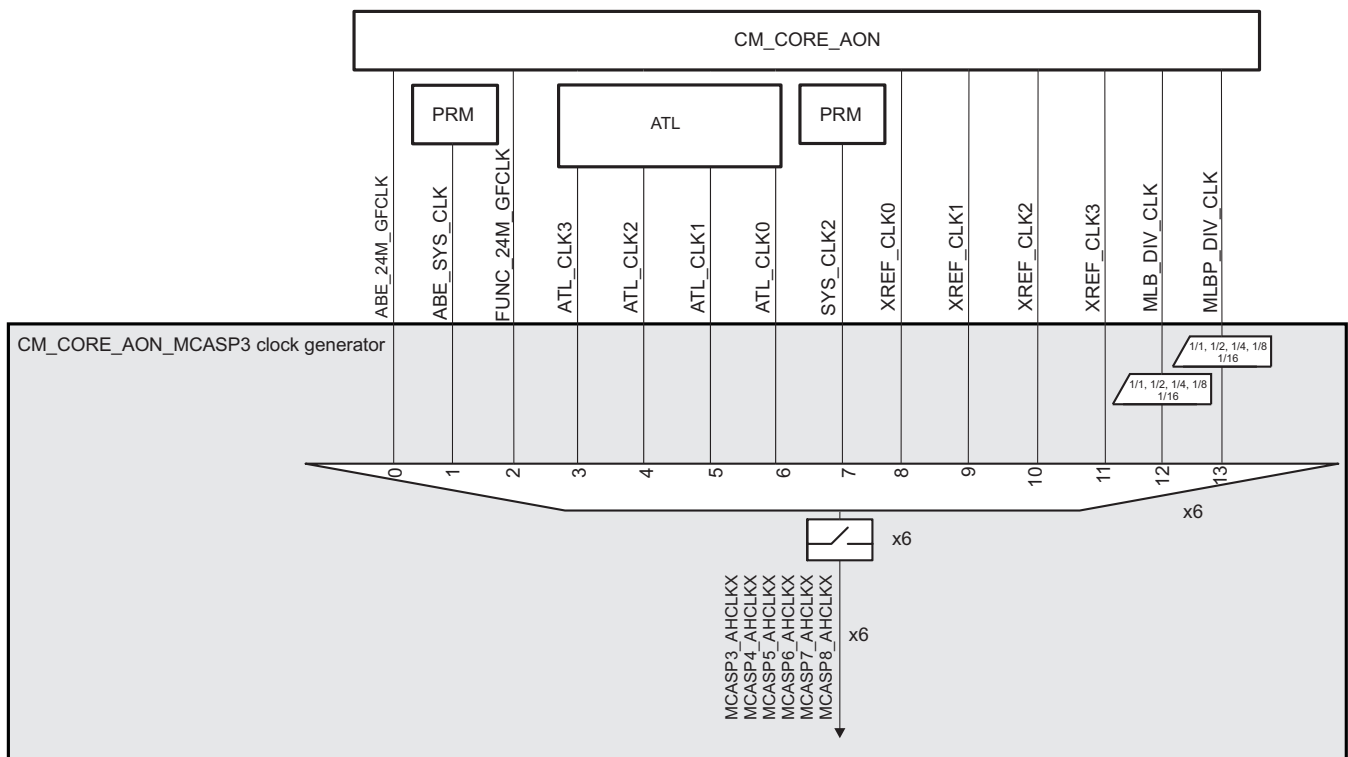 CM_CORE_AON
PRM
ATL
PRM
ABE_24M_GFCLK
ABE_SYS_CLK
FUNC_24M_GFCLK
ATL_CLK3
ATL_CLK2
ATL_CLK1
ATL_CLK0
SYS_CLK2
XREF_CLK0
XREF_CLK1
XREF_CLK2
XREF_CLK3
MLB_DIV_CLK
MLBP_DIV_CLK
CM_CORE_AON_MCASP3 clock generator
1/1, 1/2, 1/4, 1/8
1/16
1/1, 1/2, 1/4, 1/8
1/16
0
1
2
3
4
5
6
7
8
9
10
11
12
13
x6
x6
MCASP3_AHCLKX
MCASP4_AHCLKX
MCASP5_AHCLKX
MCASP6_AHCLKX
MCASP7_AHCLKX
MCASP8_AHCLKX
x6